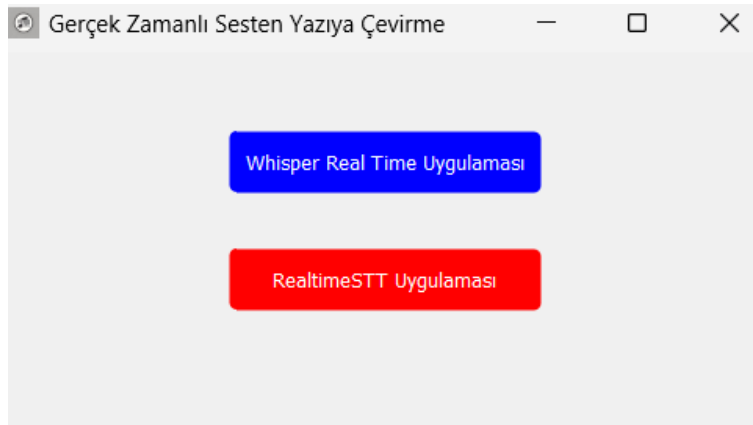 Gerçek Zamanlı Sesten Yazıya Çevirme
Whisper Real Time Uygulaması
RealtimeSTT Uygulaması